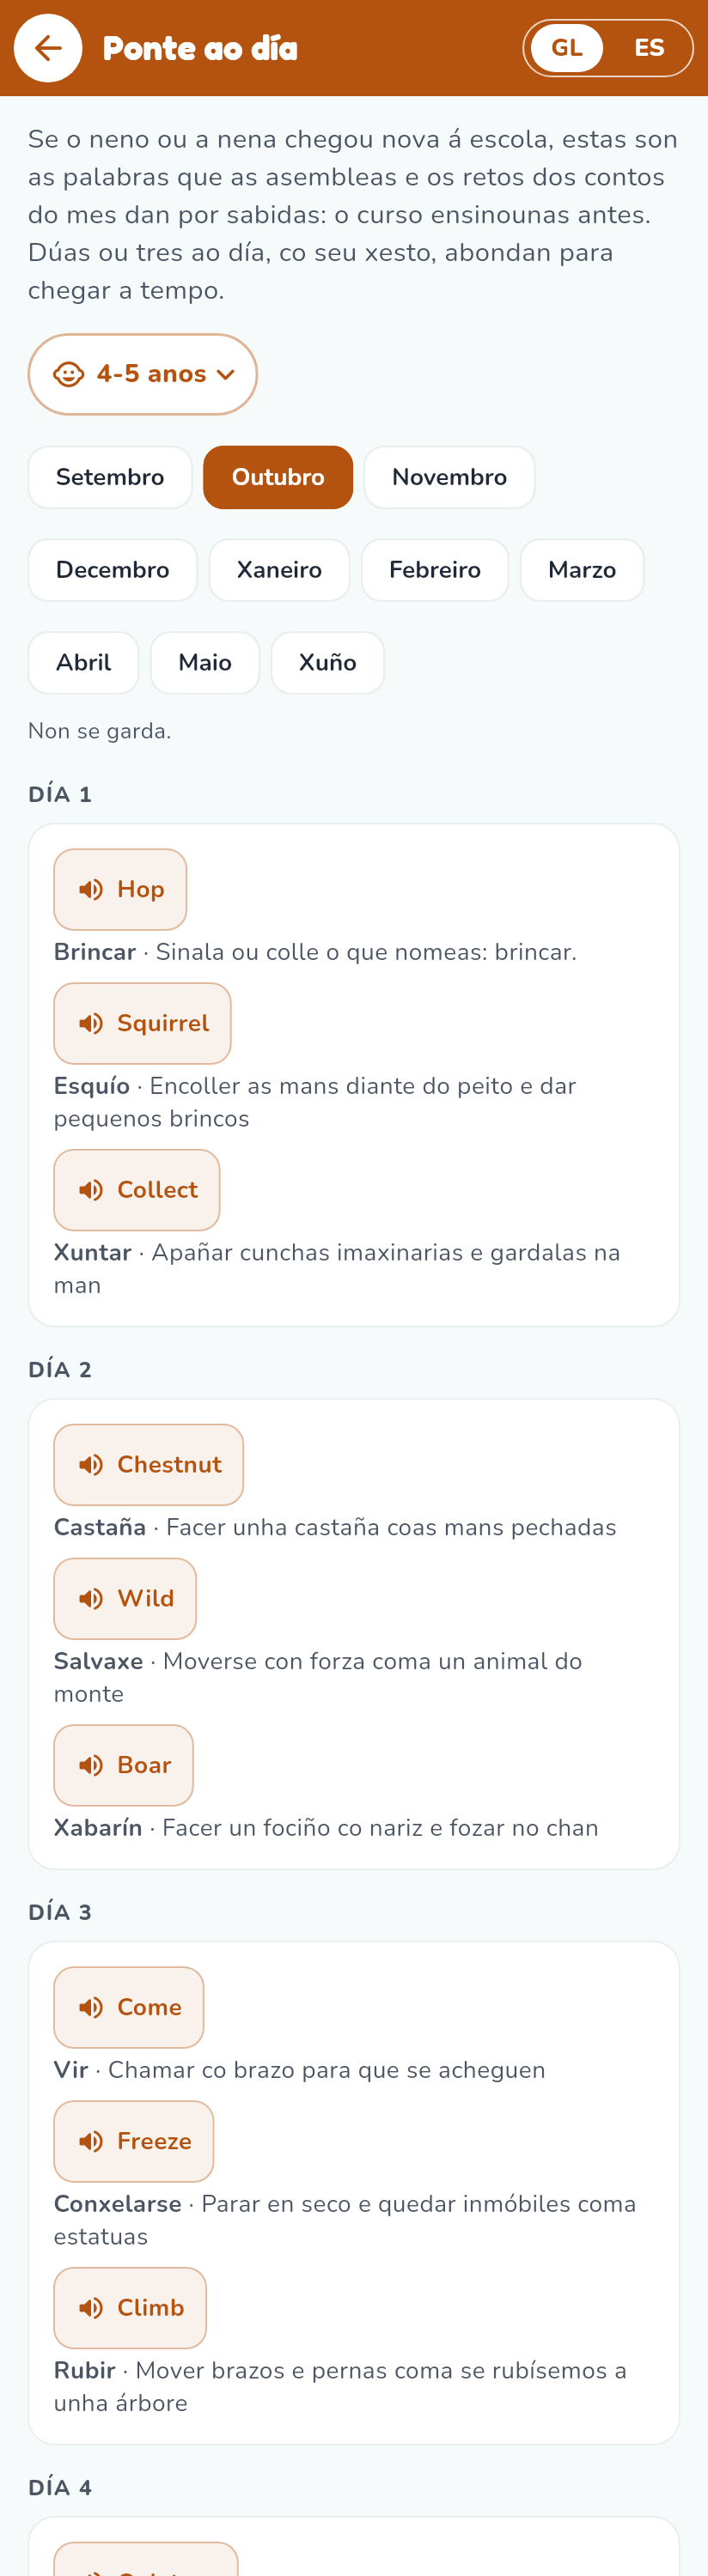 Ponte ao día
GL
ES
Se o neno ou a nena chegou nova á escola, estas son
as palabras que as asembleas e os retos dos contos
do mes dan por sabidas: o curso ensinounas antes.
Dúas ou tres ao día, co seu xesto, abondan para
chegar a tempo.
4-5 anos
Setembro
Outubro
Novembro
Decembro
Xaneiro
Febreiro
Marzo
Abril
Maio
Xuño
Non se garda.
DÍA 1
Hop
Brincar · Sinala ou colle o que nomeas: brincar.
Squirrel
Esquío · Encoller as mans diante do peito e dar
pequenos brincos
Collect
Xuntar · Apañar cunchas imaxinarias e gardalas na
man
DÍA 2
Chestnut
Castaña · Facer unha castaña coas mans pechadas
Wild
Salvaxe · Moverse con forza coma un animal do
monte
Boar
Xabarín · Facer un fociño co nariz e fozar no chan
DÍA 3
Come
Vir · Chamar co brazo para que se acheguen
Freeze
Conxelarse · Parar en seco e quedar inmóbiles coma
estatuas
Climb
Rubir · Mover brazos e pernas coma se rubísemos a
unha árbore
DÍA 4